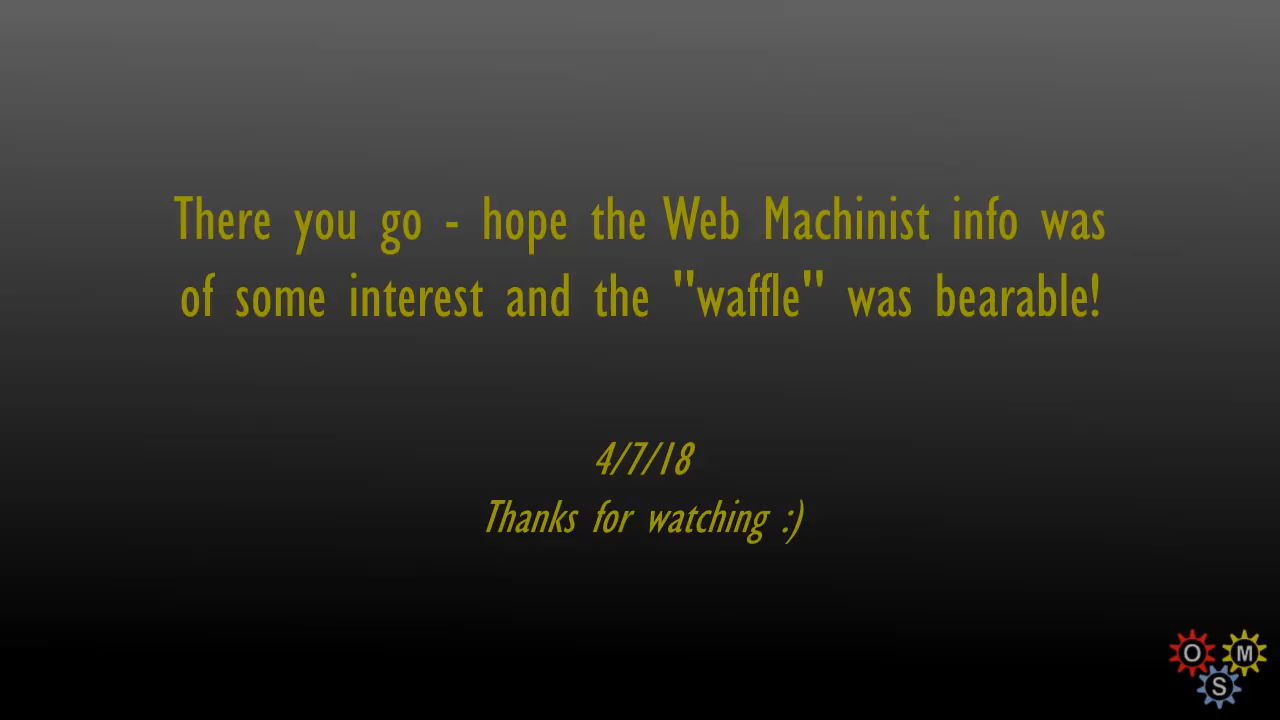 There you go - hope the Web Machinist info was
of some interest and the "waffle" was bearable!
4/7/18
Thanks for watching :)
O M
S